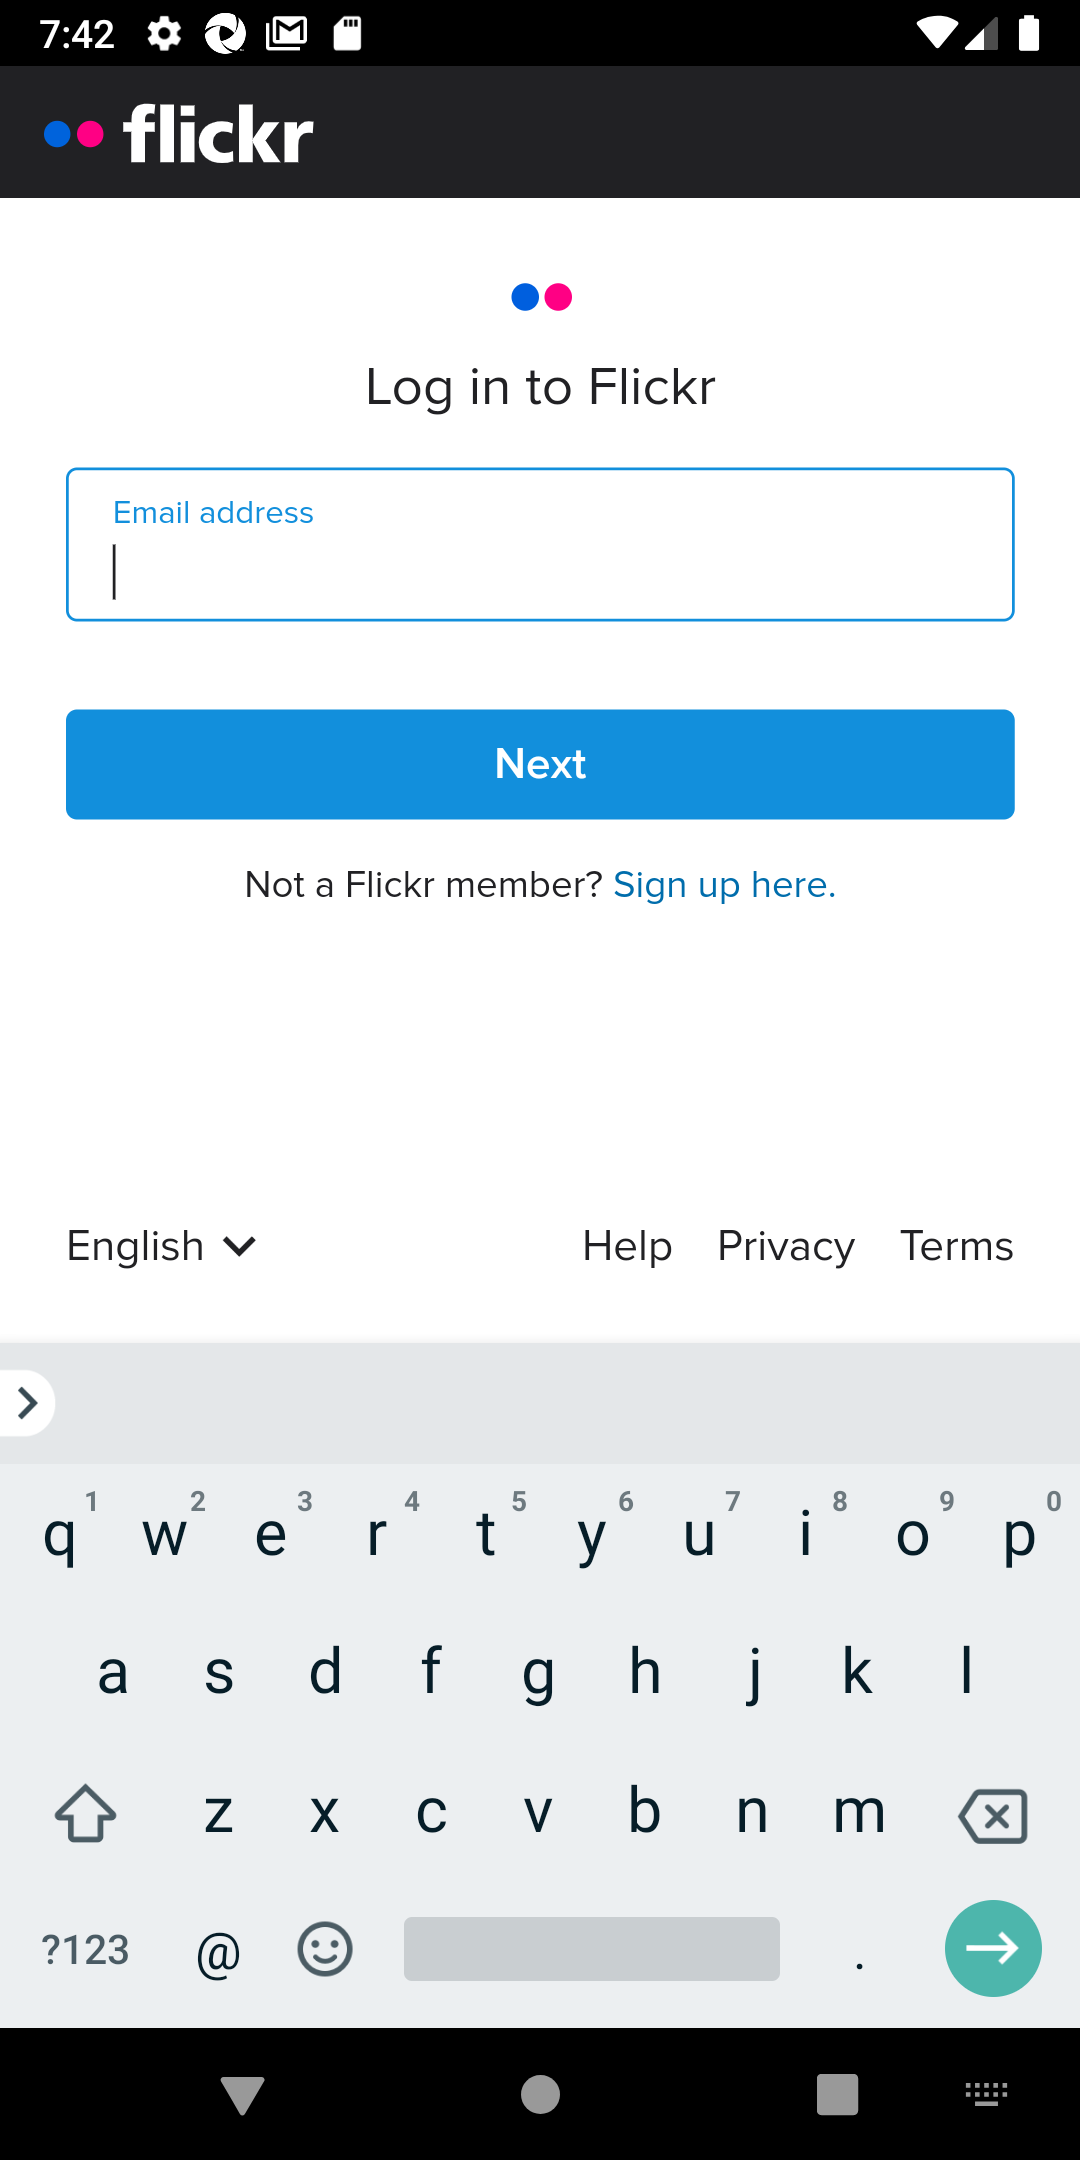 7:42
flickr
Log in to Flickr
Email address
Next
Not a Flickr member? Sign up here.
English Help Privacy Terms
1 2 3 4 5 6 7 8 9 0
q w e r t y u i o p
a s d f g h j k l
z x c v b n m
?123 @ .